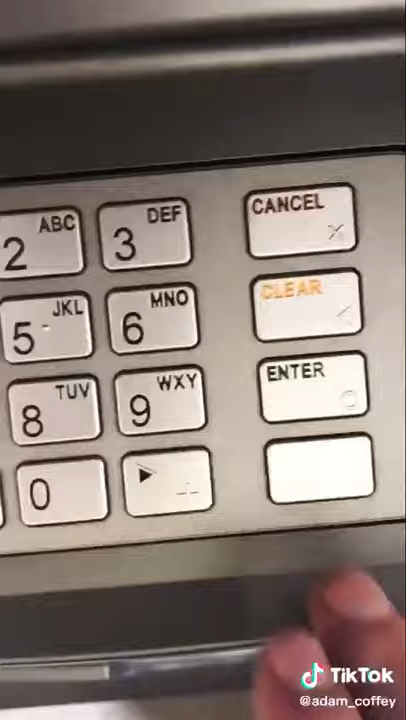 2 ABC
3 DEF
CANCEL
5 JKL
6 MNO
CLEAR
8 TUV
9 WXY
ENTER
0
TikTok
@adam_coffey